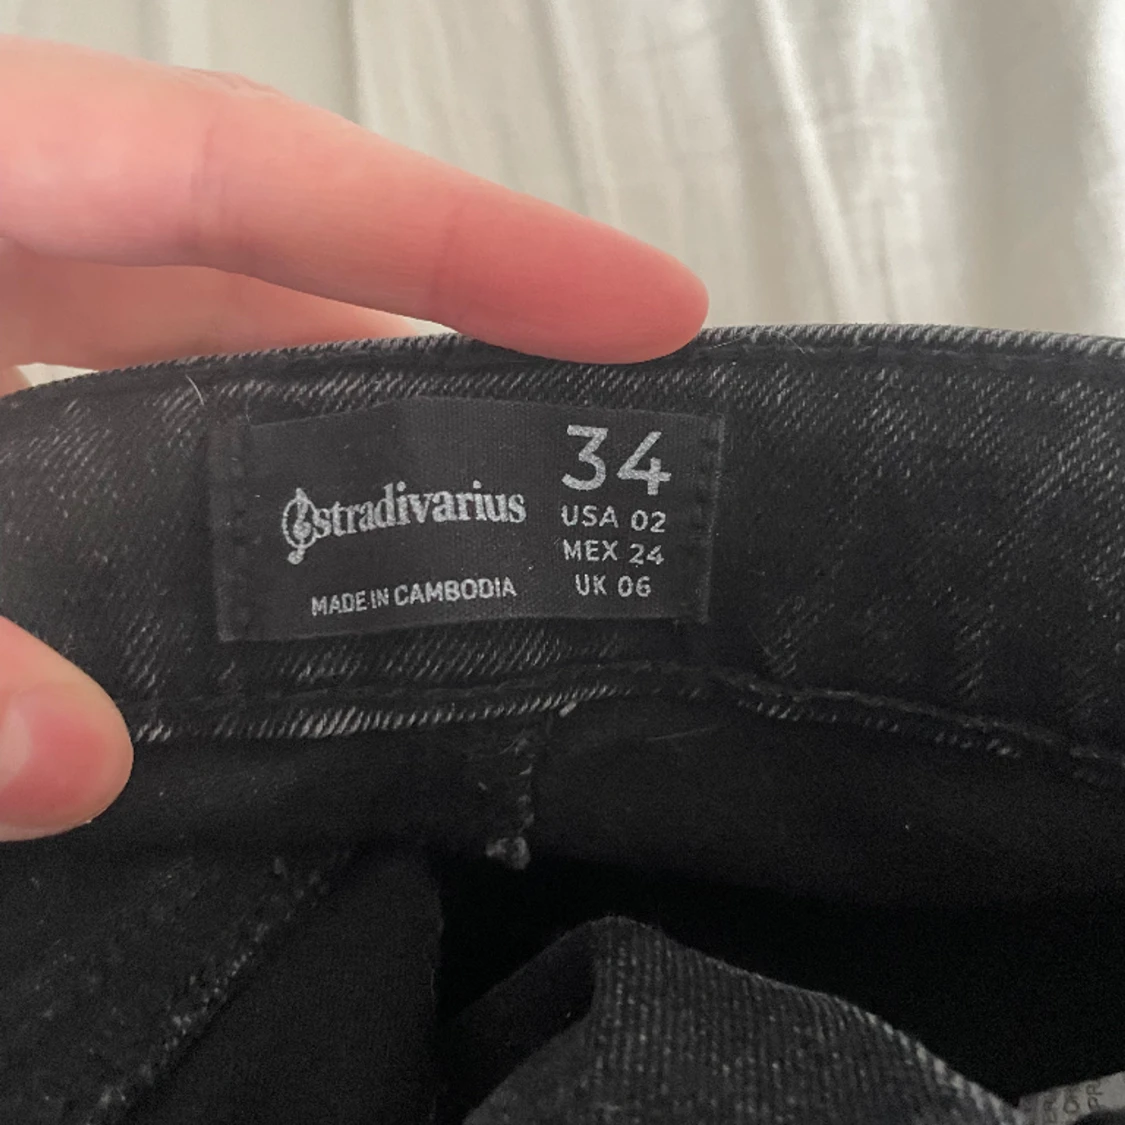 stradivarius
MADE IN CAMBODIA
34
USA 02
MEX 24
UK 06